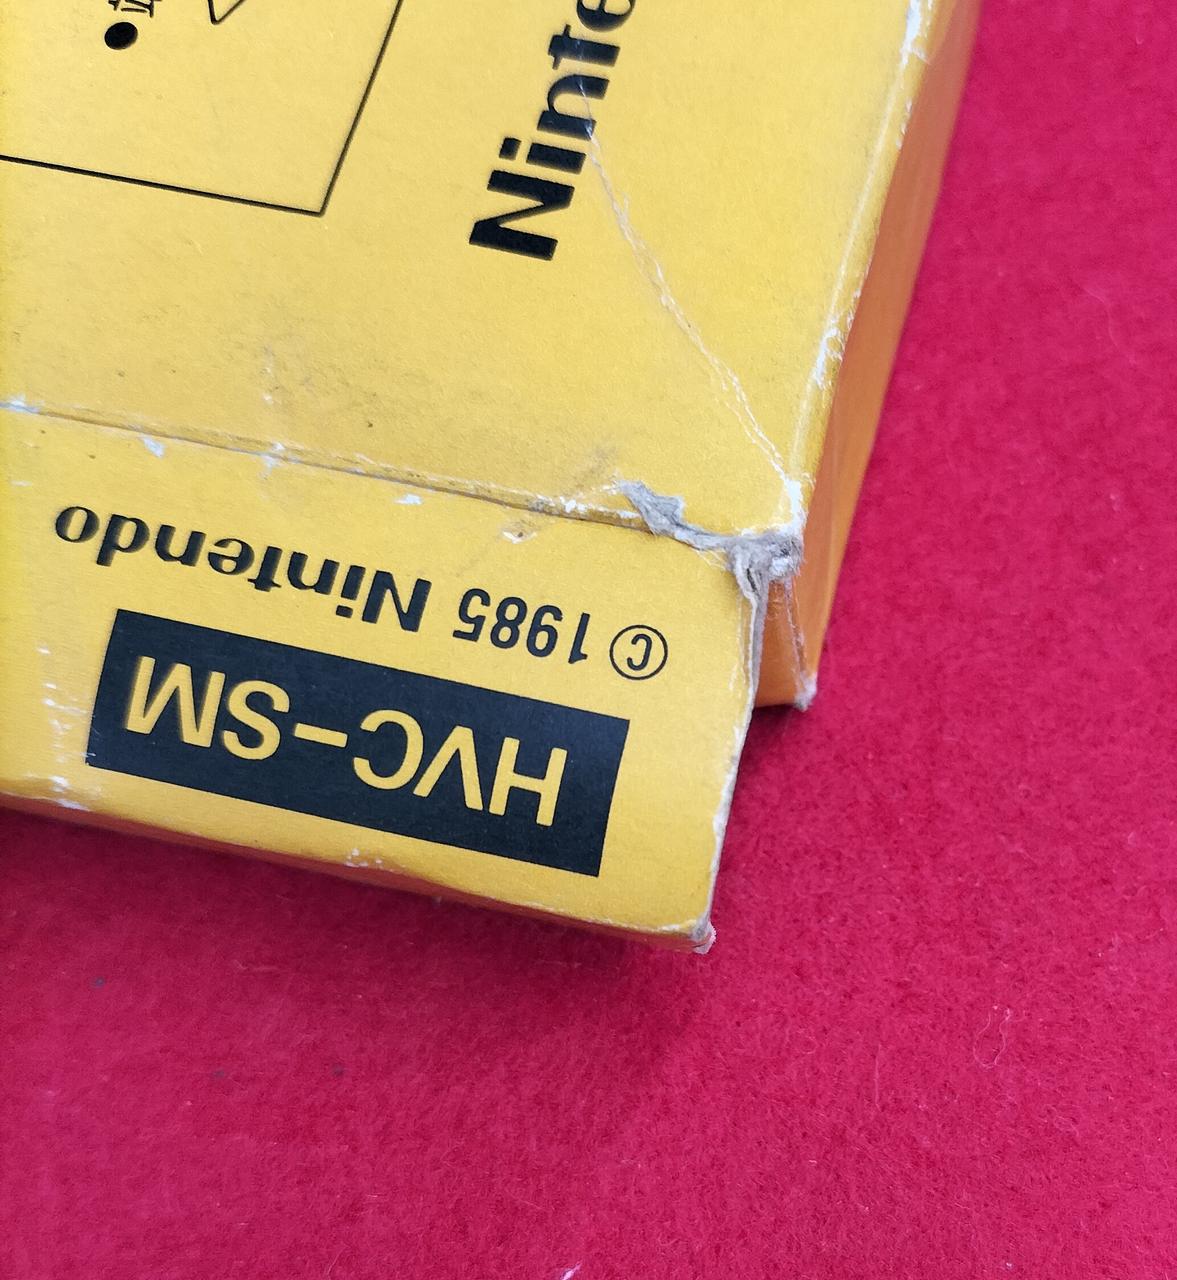 Ninte
© 1985 Nintendo
HVC-SM